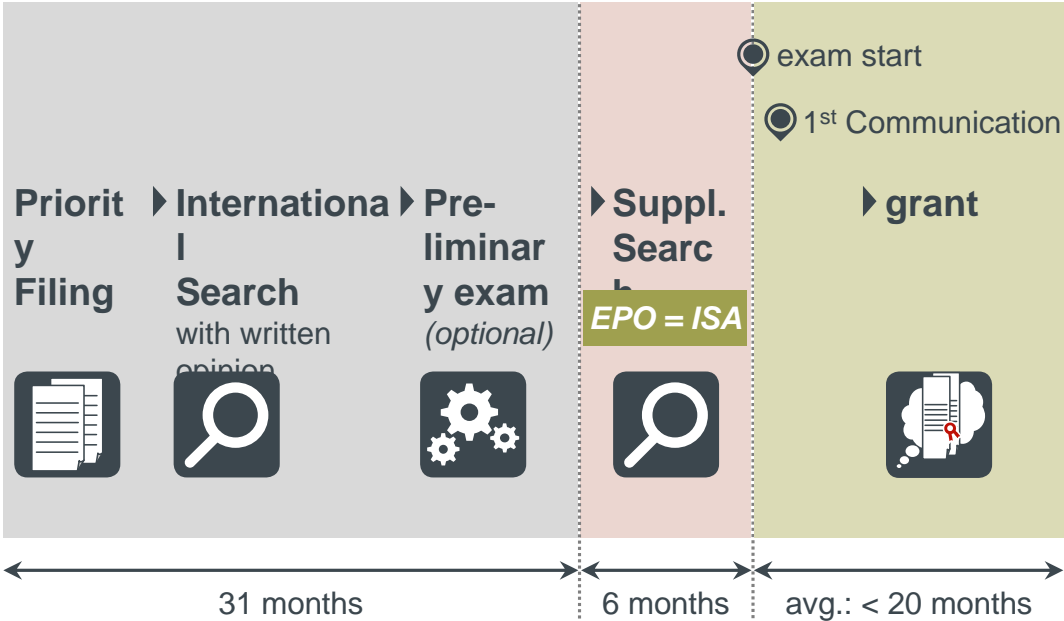 exam start
1st Communication
Priorit
y
Filing
Internationa
l
Search
with written
opinion
Pre-
liminar
y exam
(optional)
Suppl.
Searc
h
EPO = ISA
grant
31 months
6 months
avg.: < 20 months